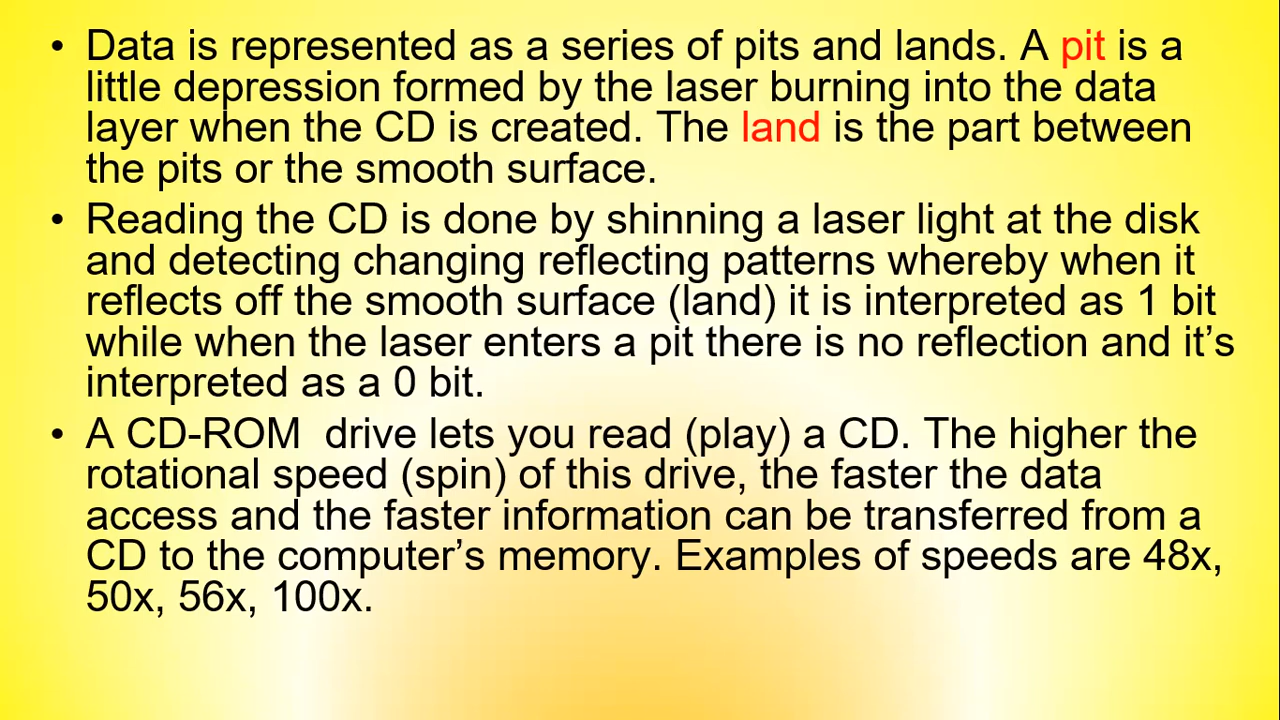 • Data is represented as a series of pits and lands. A pit is a
little depression formed by the laser burning into the data
layer when the CD is created. The land is the part between
the pits or the smooth surface.
• Reading the CD is done by shinning a laser light at the disk
and detecting changing reflecting patterns whereby when it
reflects off the smooth surface (land) it is interpreted as 1 bit
while when the laser enters a pit there is no reflection and it’s
interpreted as a 0 bit.
• A CD-ROM  drive lets you read (play) a CD. The higher the
rotational speed (spin) of this drive, the faster the data
access and the faster information can be transferred from a
CD to the computer’s memory. Examples of speeds are 48x,
50x, 56x, 100x.